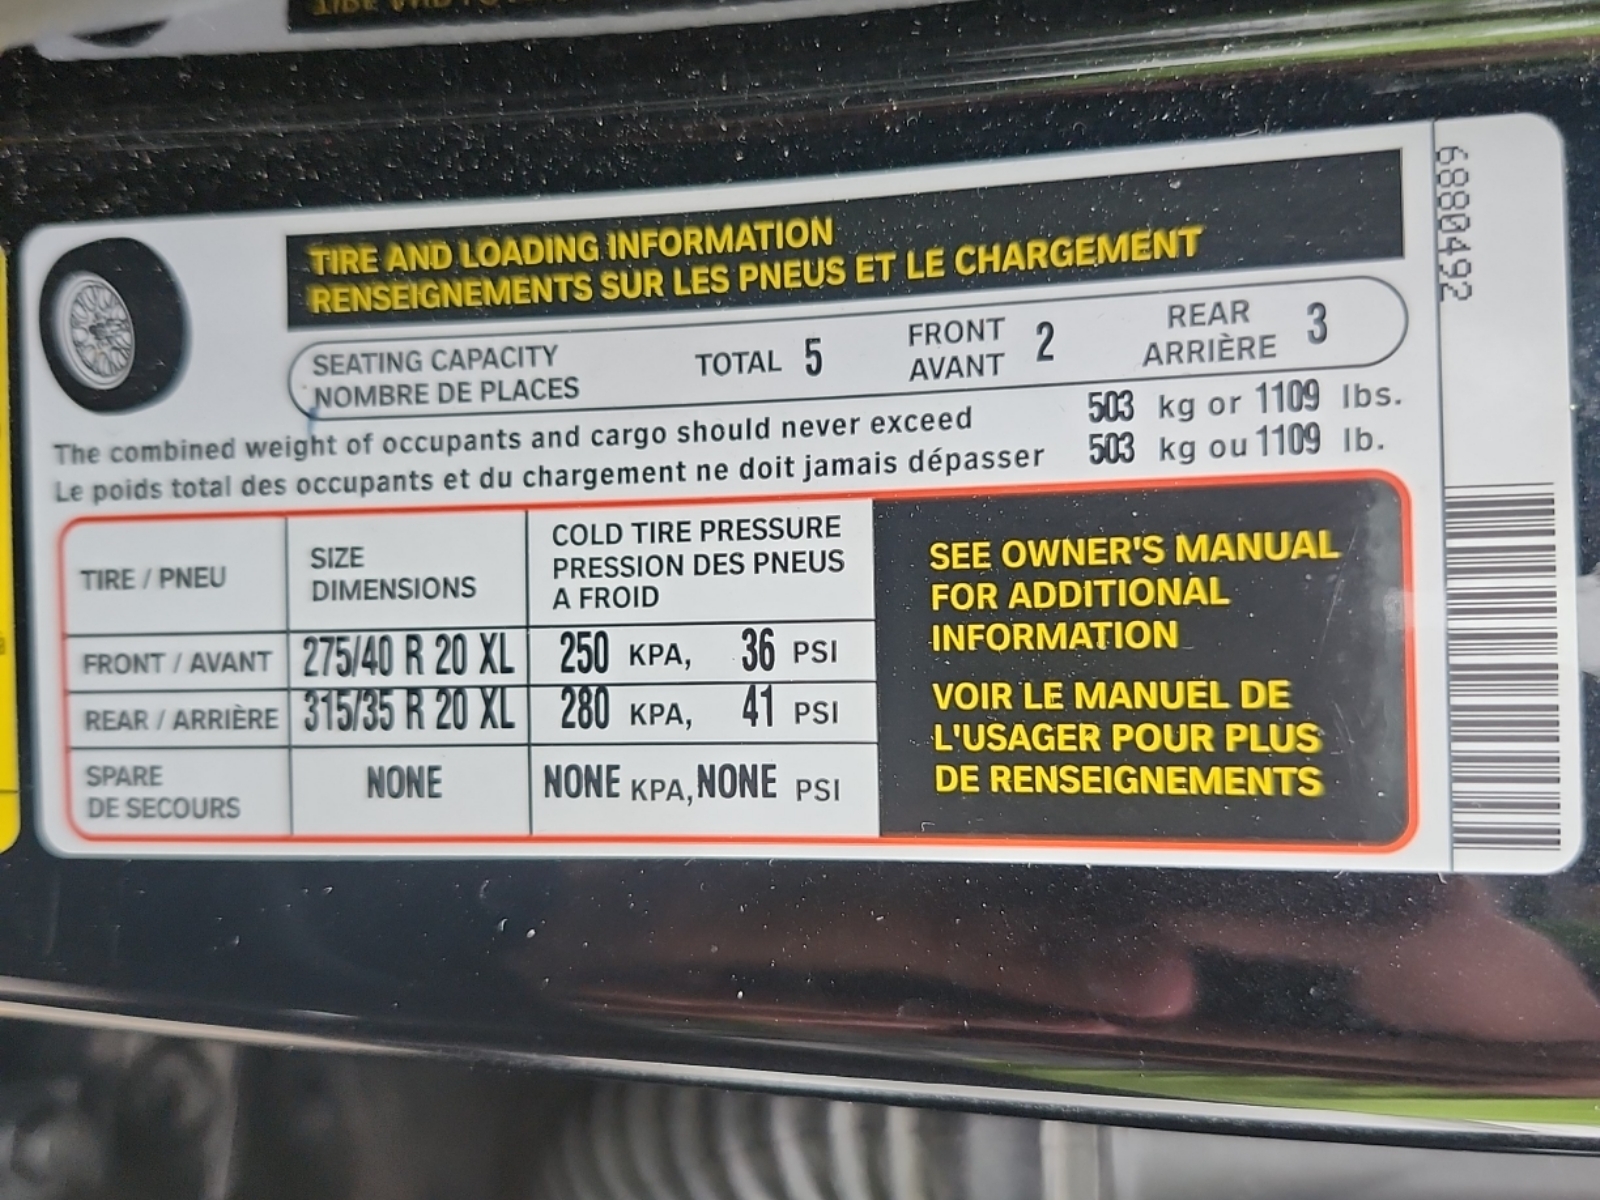 TIRE AND LOADING INFORMATION
RENSEIGNEMENTS SUR LES PNEUS ET LE CHARGEMENT
SEATING CAPACITY
NOMBRE DE PLACES
TOTAL 5
FRONT
AVANT
2
REAR
ARRIÈRE
3
The combined weight of occupants and cargo should never exceed 503 kg or 1109 lbs.
Le poids total des occupants et du chargement ne doit jamais dépasser 503 kg ou 1109 lb.
TIRE / PNEU
SIZE
DIMENSIONS
COLD TIRE PRESSURE
PRESSION DES PNEUS
A FROID
FRONT / AVANT 275/40 R 20 XL 250 KPA, 36 PSI
REAR / ARRIÈRE 315/35 R 20 XL 280 KPA, 41 PSI
SPARE
DE SECOURS
NONE NONE KPA, NONE PSI
SEE OWNER'S MANUAL
FOR ADDITIONAL
INFORMATION
VOIR LE MANUEL DE
L'USAGER POUR PLUS
DE RENSEIGNEMENTS
6880492